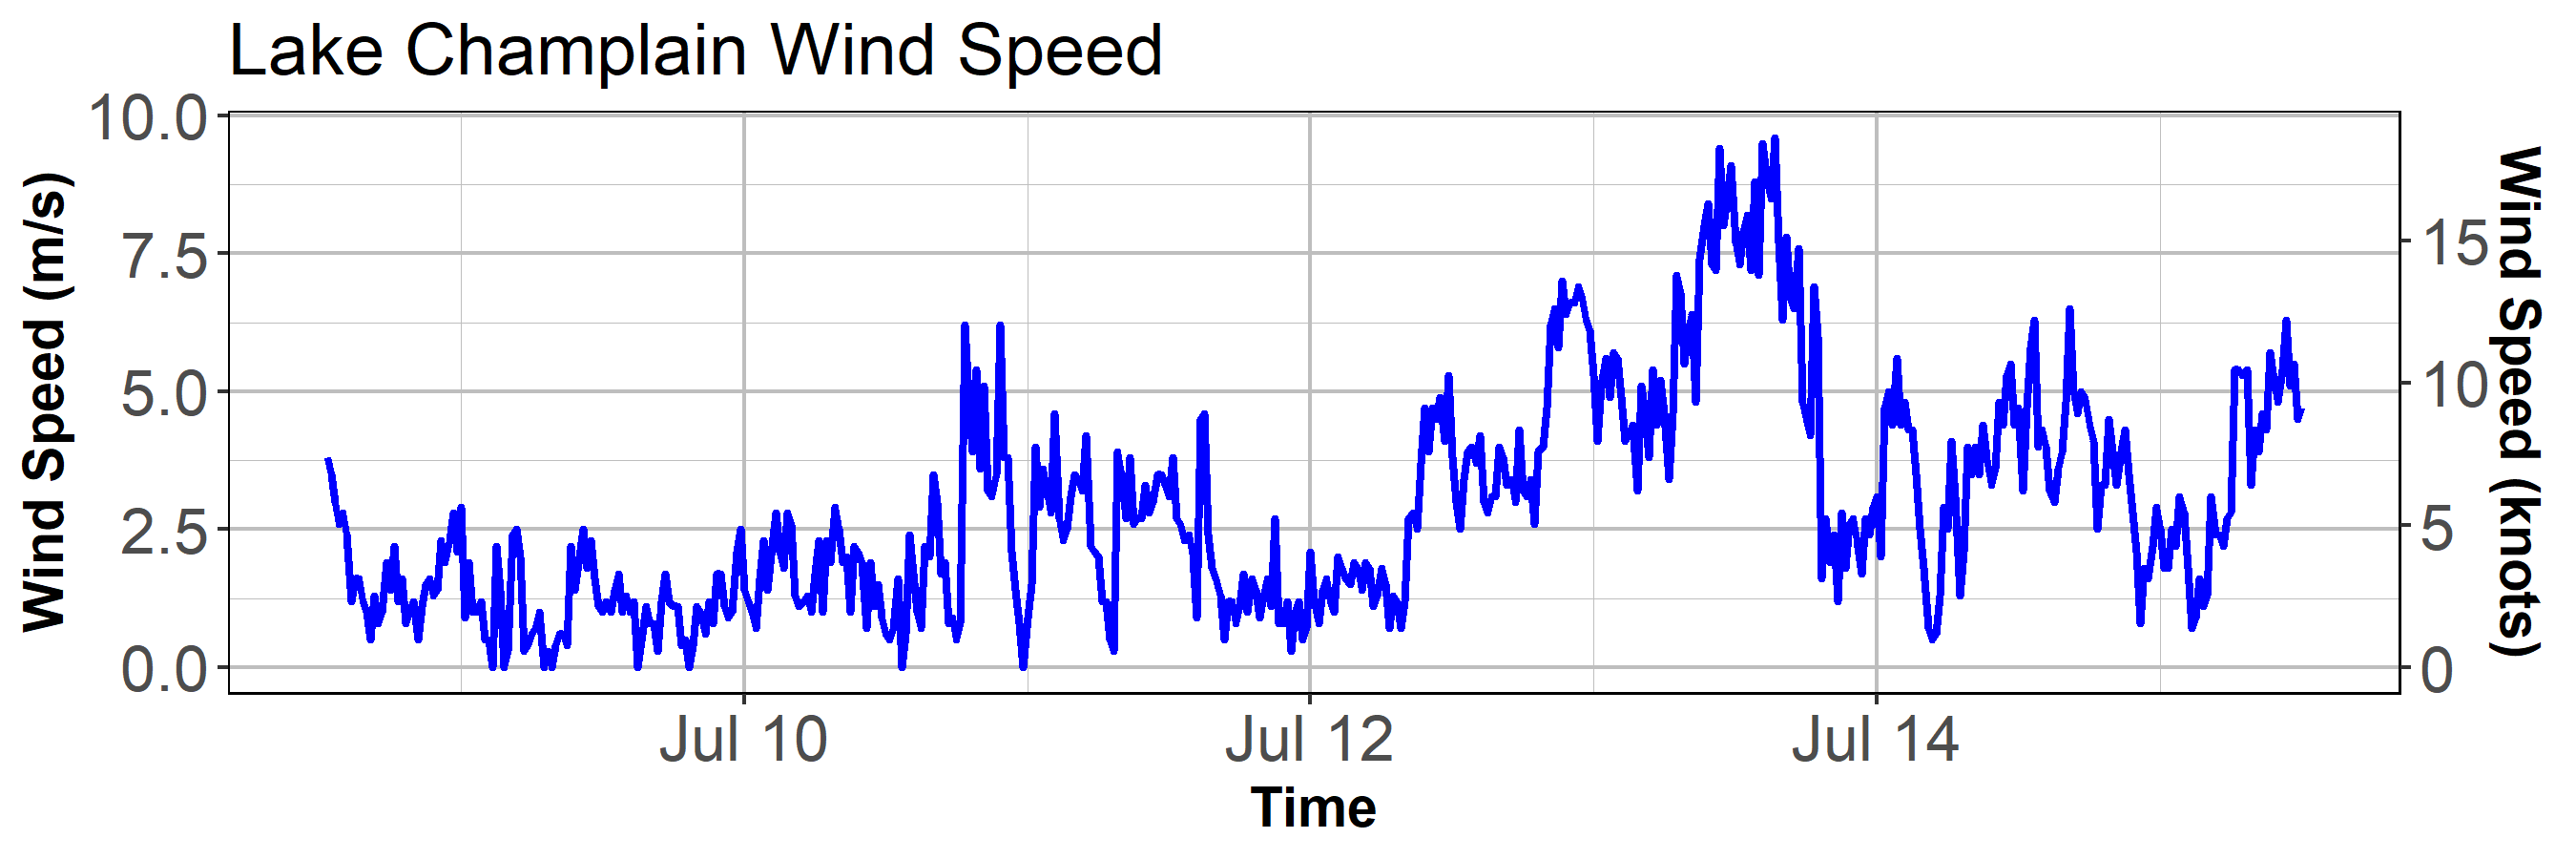 Lake Champlain Wind Speed
10.0
7.5
5.0
2.5
0.0
Wind Speed (m/s)
15
10
5
0
Wind Speed (knots)
Jul 10
Jul 12
Jul 14
Time